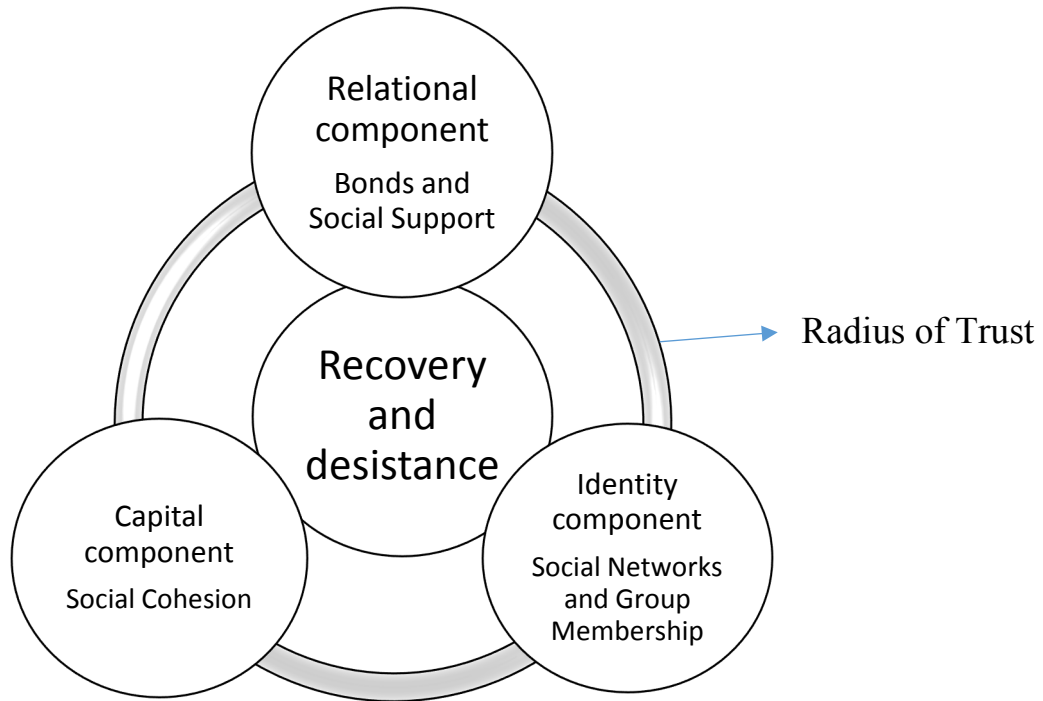 Relational
component
Bonds and
Social Support
Radius of Trust
Recovery
and
desistance
Capital
component
Social Cohesion
Identity
component
Social Networks
and Group
Membership